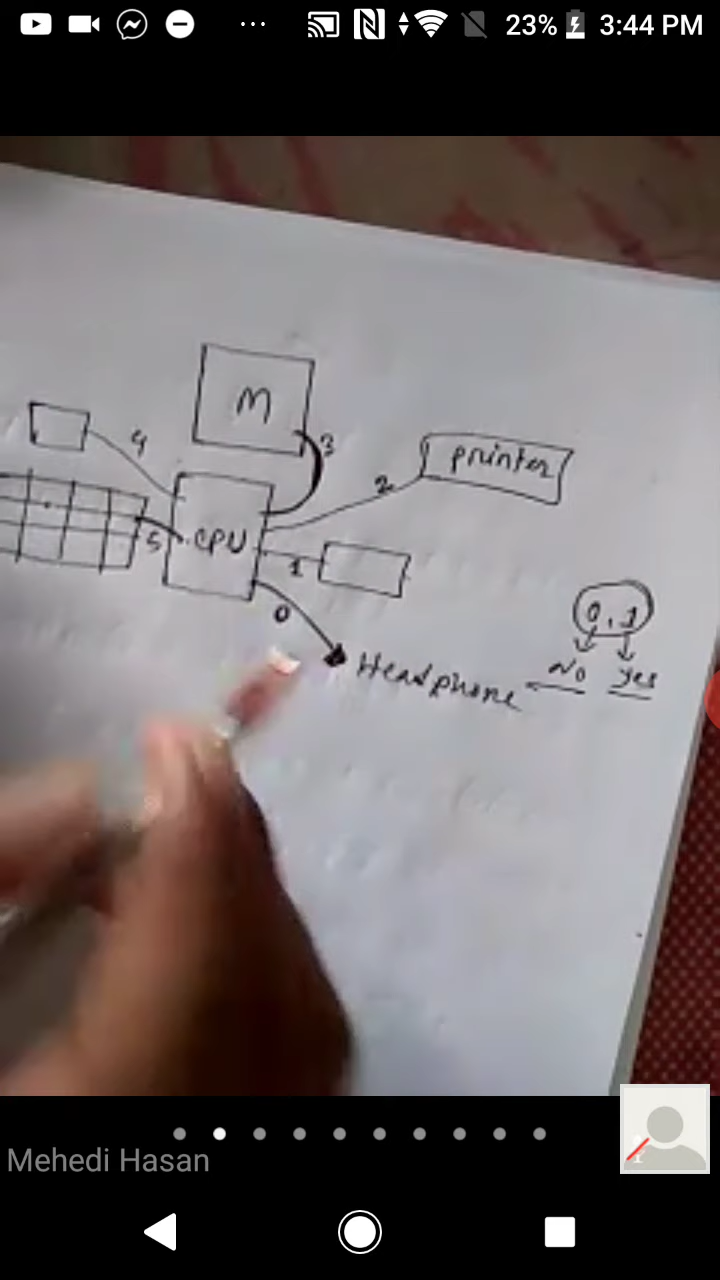 23% 3:44 PM
M
4
3
printer
2
5
CPU
1
0
0,1
No yes
Headphone
Mehedi Hasan